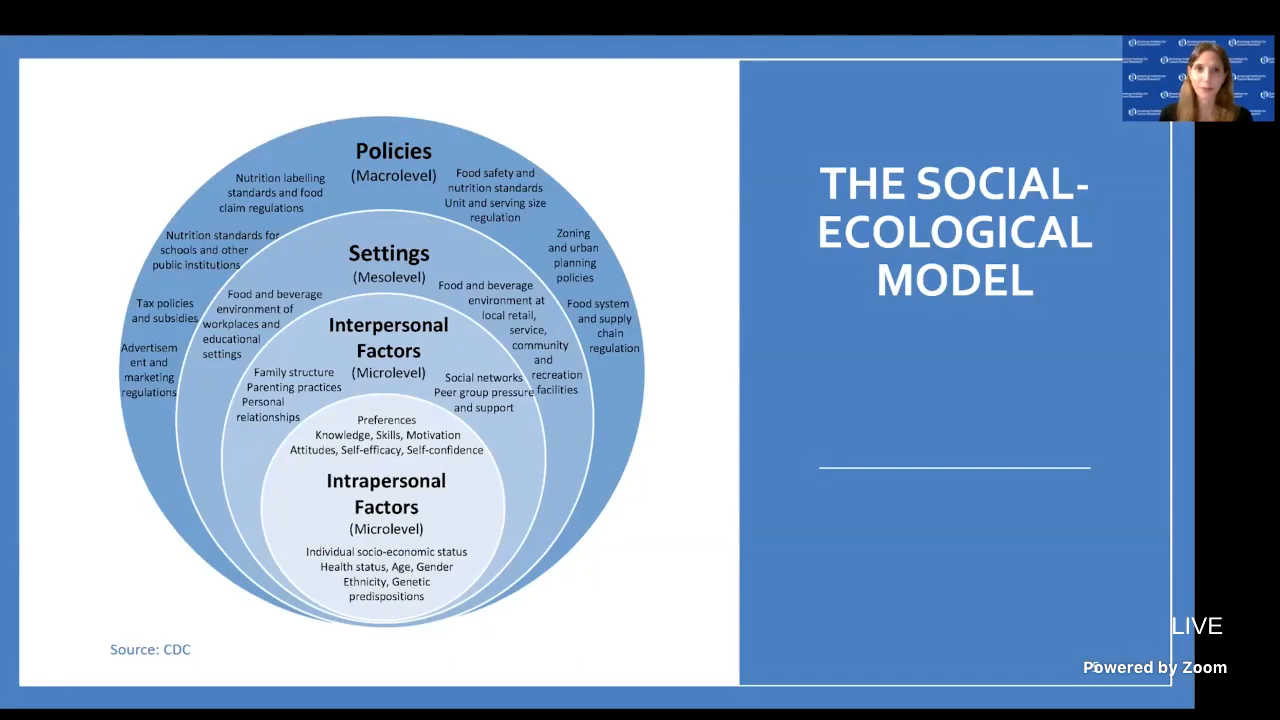 Policies
(Macrolevel)
Nutrition labelling
standards and food
claim regulations
Food safety and
nutrition standards
Unit and serving size
regulation
Nutrition standards for
schools and other
public institutions
Zoning
and urban
planning
policies
Tax policies
and subsidies
Food system
and supply
chain
regulation
Advertisem
ent and
marketing
regulations
Settings
(Mesolevel)
Food and beverage
environment of
workplaces and
educational
settings
Food and beverage
environment at
local retail,
service,
community
and
recreation
facilities
Interpersonal
Factors
(Microlevel)
Family structure
Parenting practices
Personal
relationships
Social networks
Peer group pressure
and support
Preferences
Knowledge, Skills, Motivation
Attitudes, Self-efficacy, Self-confidence
Intrapersonal
Factors
(Microlevel)
Individual socio-economic status
Health status, Age, Gender
Ethnicity, Genetic
predispositions
Source: CDC
THE SOCIAL-
ECOLOGICAL
MODEL
LIVE
Powered by Zoom